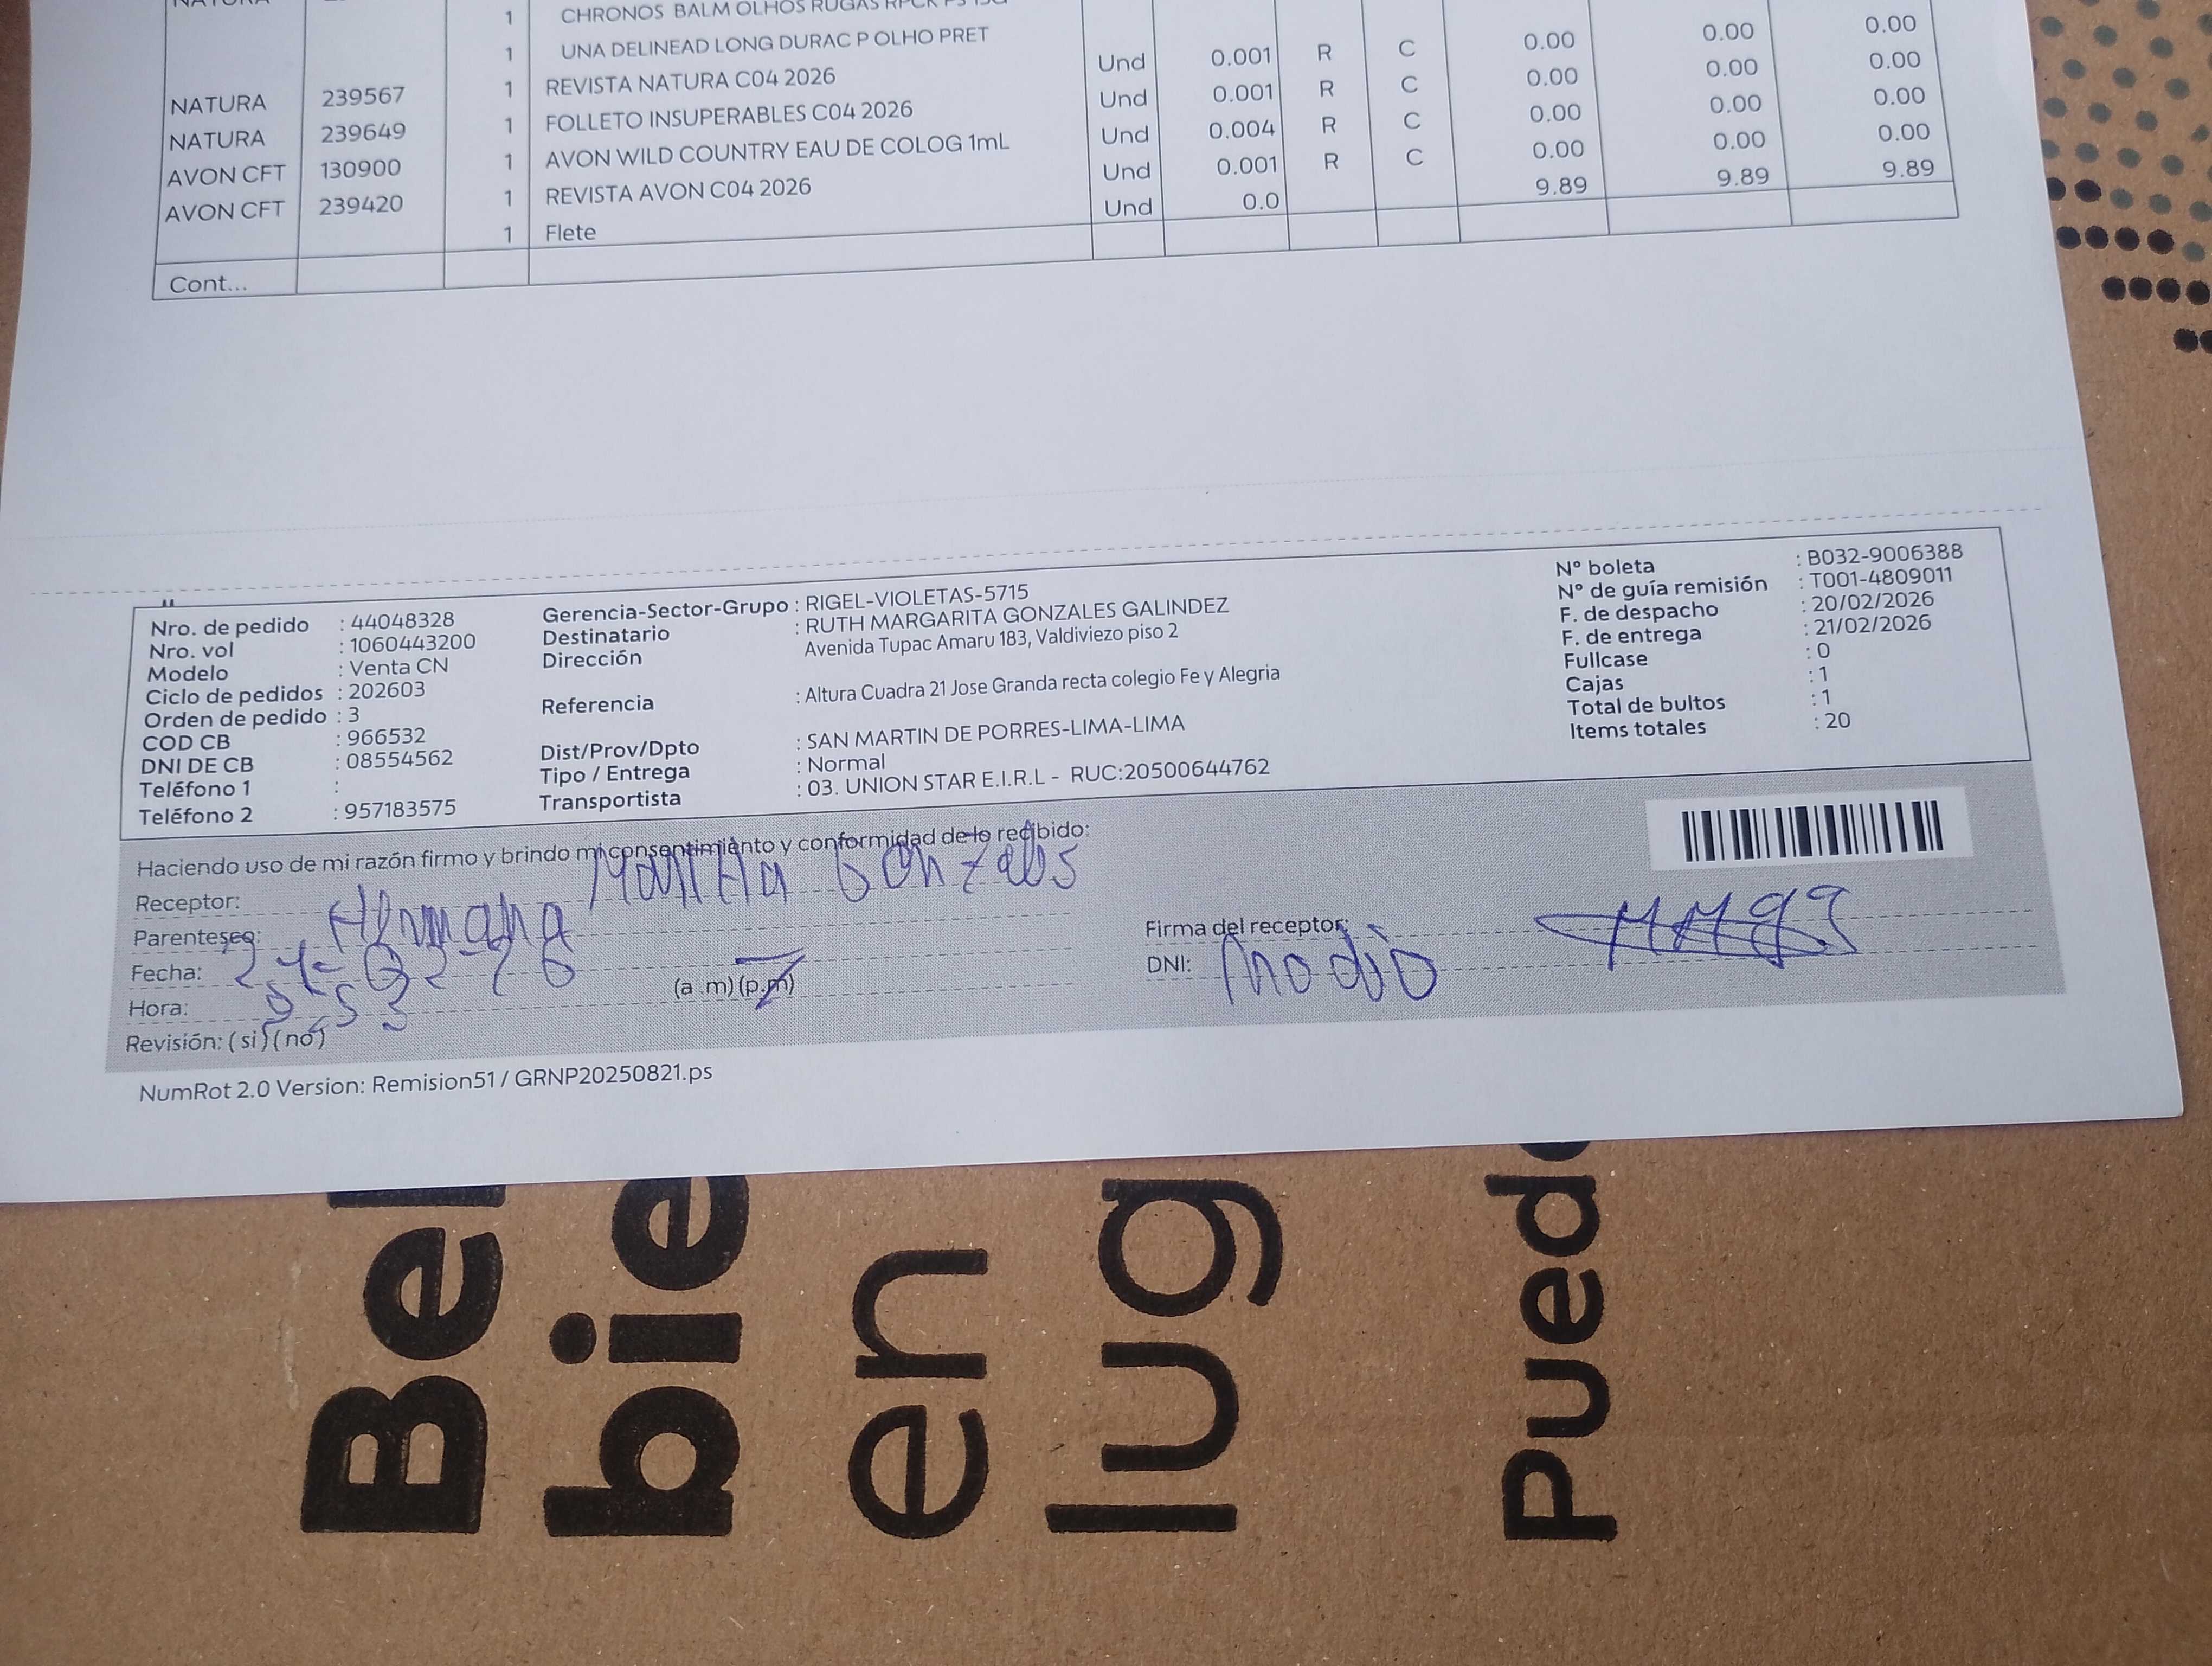 1 CHRONOS BALM OLHOS RUGAS RPCK
1 UNA DELINEAD LONG DURAC P OLHO PRET Und 0.001 R C 0.00 0.00 0.00
NATURA 239567 1 REVISTA NATURA C04 2026 Und 0.001 R C 0.00 0.00 0.00
NATURA 239649 1 FOLLETO INSUPERABLES C04 2026 Und 0.004 R C 0.00 0.00 0.00
AVON CFT 130900 1 AVON WILD COUNTRY EAU DE COLOG 1mL Und 0.001 R C 0.00 0.00 0.00
AVON CFT 239420 1 REVISTA AVON C04 2026 Und 0.0 9.89 9.89 9.89
1 Flete
Cont...
Nro. de pedido : 44048328
Nro. vol : 1060443200
Modelo : Venta CN
Ciclo de pedidos : 202603
Orden de pedido : 3
COD CB : 966532
DNI DE CB : 08554562
Teléfono 1 :
Teléfono 2 : 957183575
Gerencia-Sector-Grupo : RIGEL-VIOLETAS-5715
Destinatario : RUTH MARGARITA GONZALES GALINDEZ
Dirección Avenida Tupac Amaru 183, Valdiviezo piso 2
Referencia : Altura Cuadra 21 Jose Granda recta colegio Fe y Alegria
Dist/Prov/Dpto : SAN MARTIN DE PORRES-LIMA-LIMA
Tipo / Entrega : Normal
Transportista : 03. UNION STAR E.I.R.L - RUC:20500644762
N° boleta : B032-9006388
N° de guía remisión : T001-4809011
F. de despacho : 20/02/2026
F. de entrega : 21/02/2026
Fullcase : 0
Cajas : 1
Total de bultos : 1
Items totales : 20
Haciendo uso de mi razón firmo y brindo mi consentimiento y conformidad de lo recibido:
Receptor: Martha Gonzales
Parentesco: Hermana
Fecha:
Hora: (a .m) (p.m)
Revisión: ( si ) ( no )
Firma del receptor:
DNI: no dio
NumRot 2.0 Version: Remision51 / GRNP20250821.ps
Bel
bie
en
lug
Puede